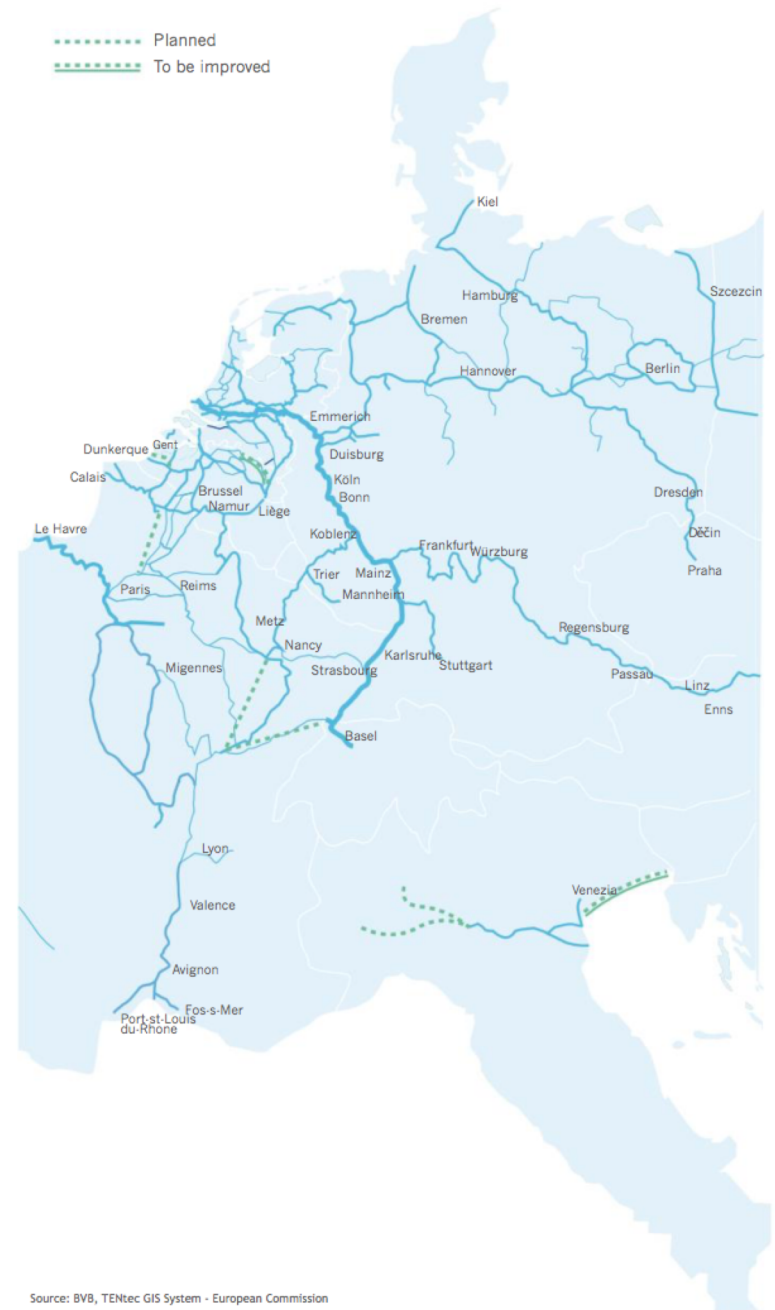 Planned
To be improved
Kiel
Szcezcin
Hamburg
Bremen
Berlin
Hannover
Emmerich
Dunkerque
Gent
Duisburg
Calais
Köln
Brussel
Dresden
Bonn
Namur
Liège
Le Havre
Koblenz
Děčin
Frankfurt
Würzburg
Praha
Trier
Mainz
Paris
Reims
Mannheim
Metz
Regensburg
Nancy
Karlsruhe
Migennes
Strasbourg
Stuttgart
Passau
Linz
Enns
Basel
Lyon
Venezia
Valence
Avignon
Fos-s-Mer
Port-st-Louis
du-Rhone
Source: BVB, TENtec GIS System - European Commission